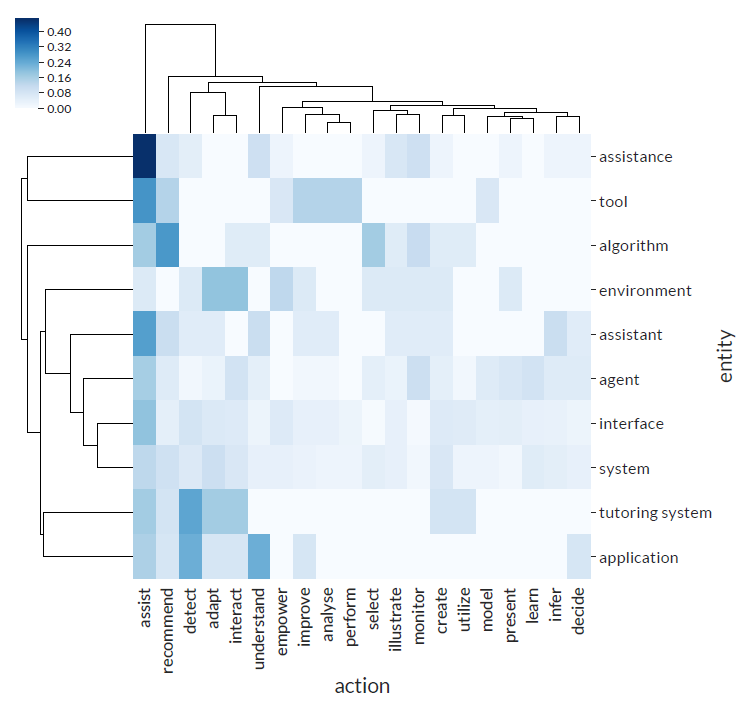 0.40
0.32
0.24
0.16
0.08
0.00
assistance
tool
algorithm
environment
assistant
agent
interface
system
tutoring system
application
entity
assist
recommend
detect
adapt
interact
understand
empower
improve
analyse
perform
select
illustrate
monitor
create
utilize
model
present
learn
infer
decide
action